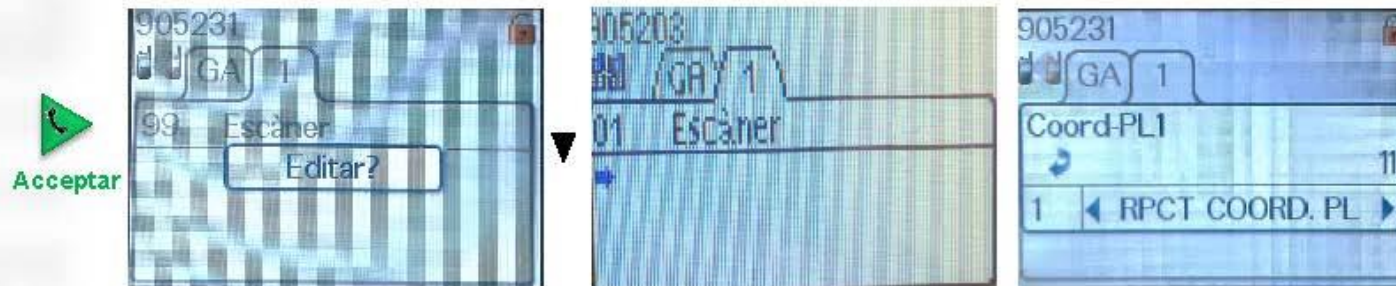 Acceptar
905231
GA 1
99 Escàner
Editar?
905203
GA 1
01 Escàner
905231
GA 1
Coord-PL1
11
1 RPCT COORD. PL